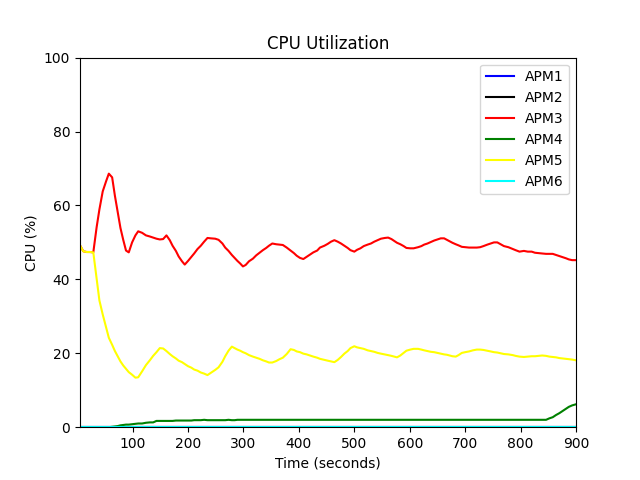 CPU Utilization
CPU (%)
100
80
60
40
20
0
100 200 300 400 500 600 700 800 900
Time (seconds)
APM1
APM2
APM3
APM4
APM5
APM6